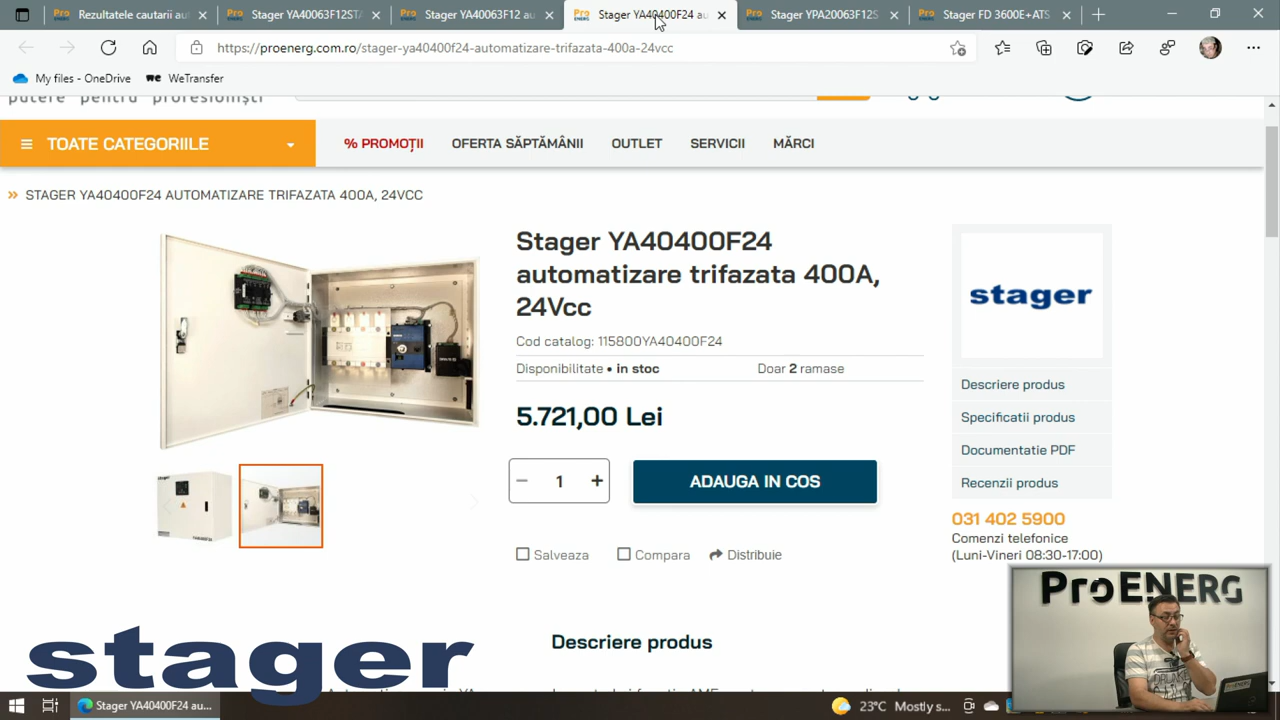 Rezultatele cautarii au
Stager YA40063F12ST
Stager YA40063F12 au
Stager YA40400F24 au
Stager YPA20063F12S
Stager FD 3600E+ATS
https://proenerg.com.ro/stager-ya40400f24-automatizare-trifazata-400a-24vcc
My files - OneDrive
WeTransfer
putere pentru profesioniști
TOATE CATEGORIILE
% PROMOȚII
OFERTA SĂPTĂMÂNII
OUTLET
SERVICII
MĂRCI
STAGER YA40400F24 AUTOMATIZARE TRIFAZATA 400A, 24VCC
Stager YA40400F24
automatizare trifazata 400A,
24Vcc
Cod catalog: 115800YA40400F24
Disponibilitate • in stoc
Doar 2 ramase
5.721,00 Lei
1
ADAUGA IN COS
Salveaza
Compara
Distribuie
stager
Descriere produs
Specificatii produs
Documentatie PDF
Recenzii produs
031 402 5900
Comenzi telefonice
(Luni-Vineri 08:30-17:00)
stager
Descriere produs
ProENERG
stager
Stager YA40400F24 au...
23°C Mostly s...